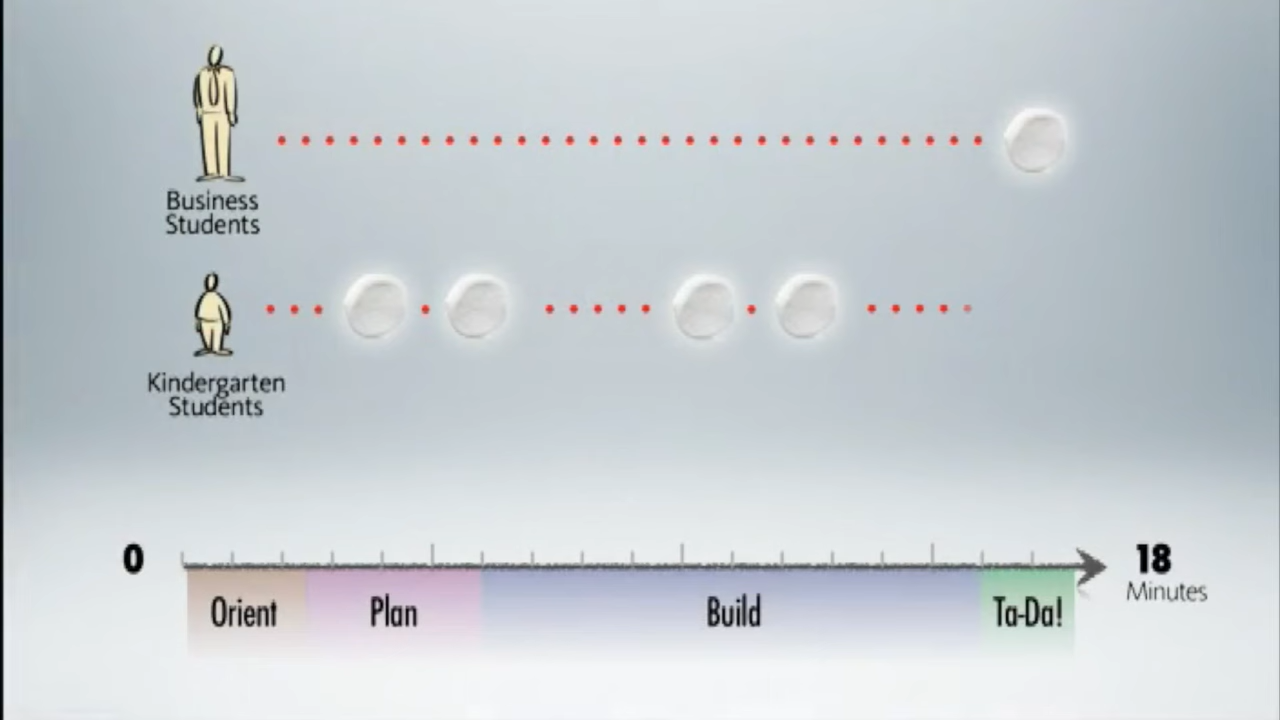 Business
Students
Kindergarten
Students
0
18
Minutes
Orient
Plan
Build
Ta-Da!